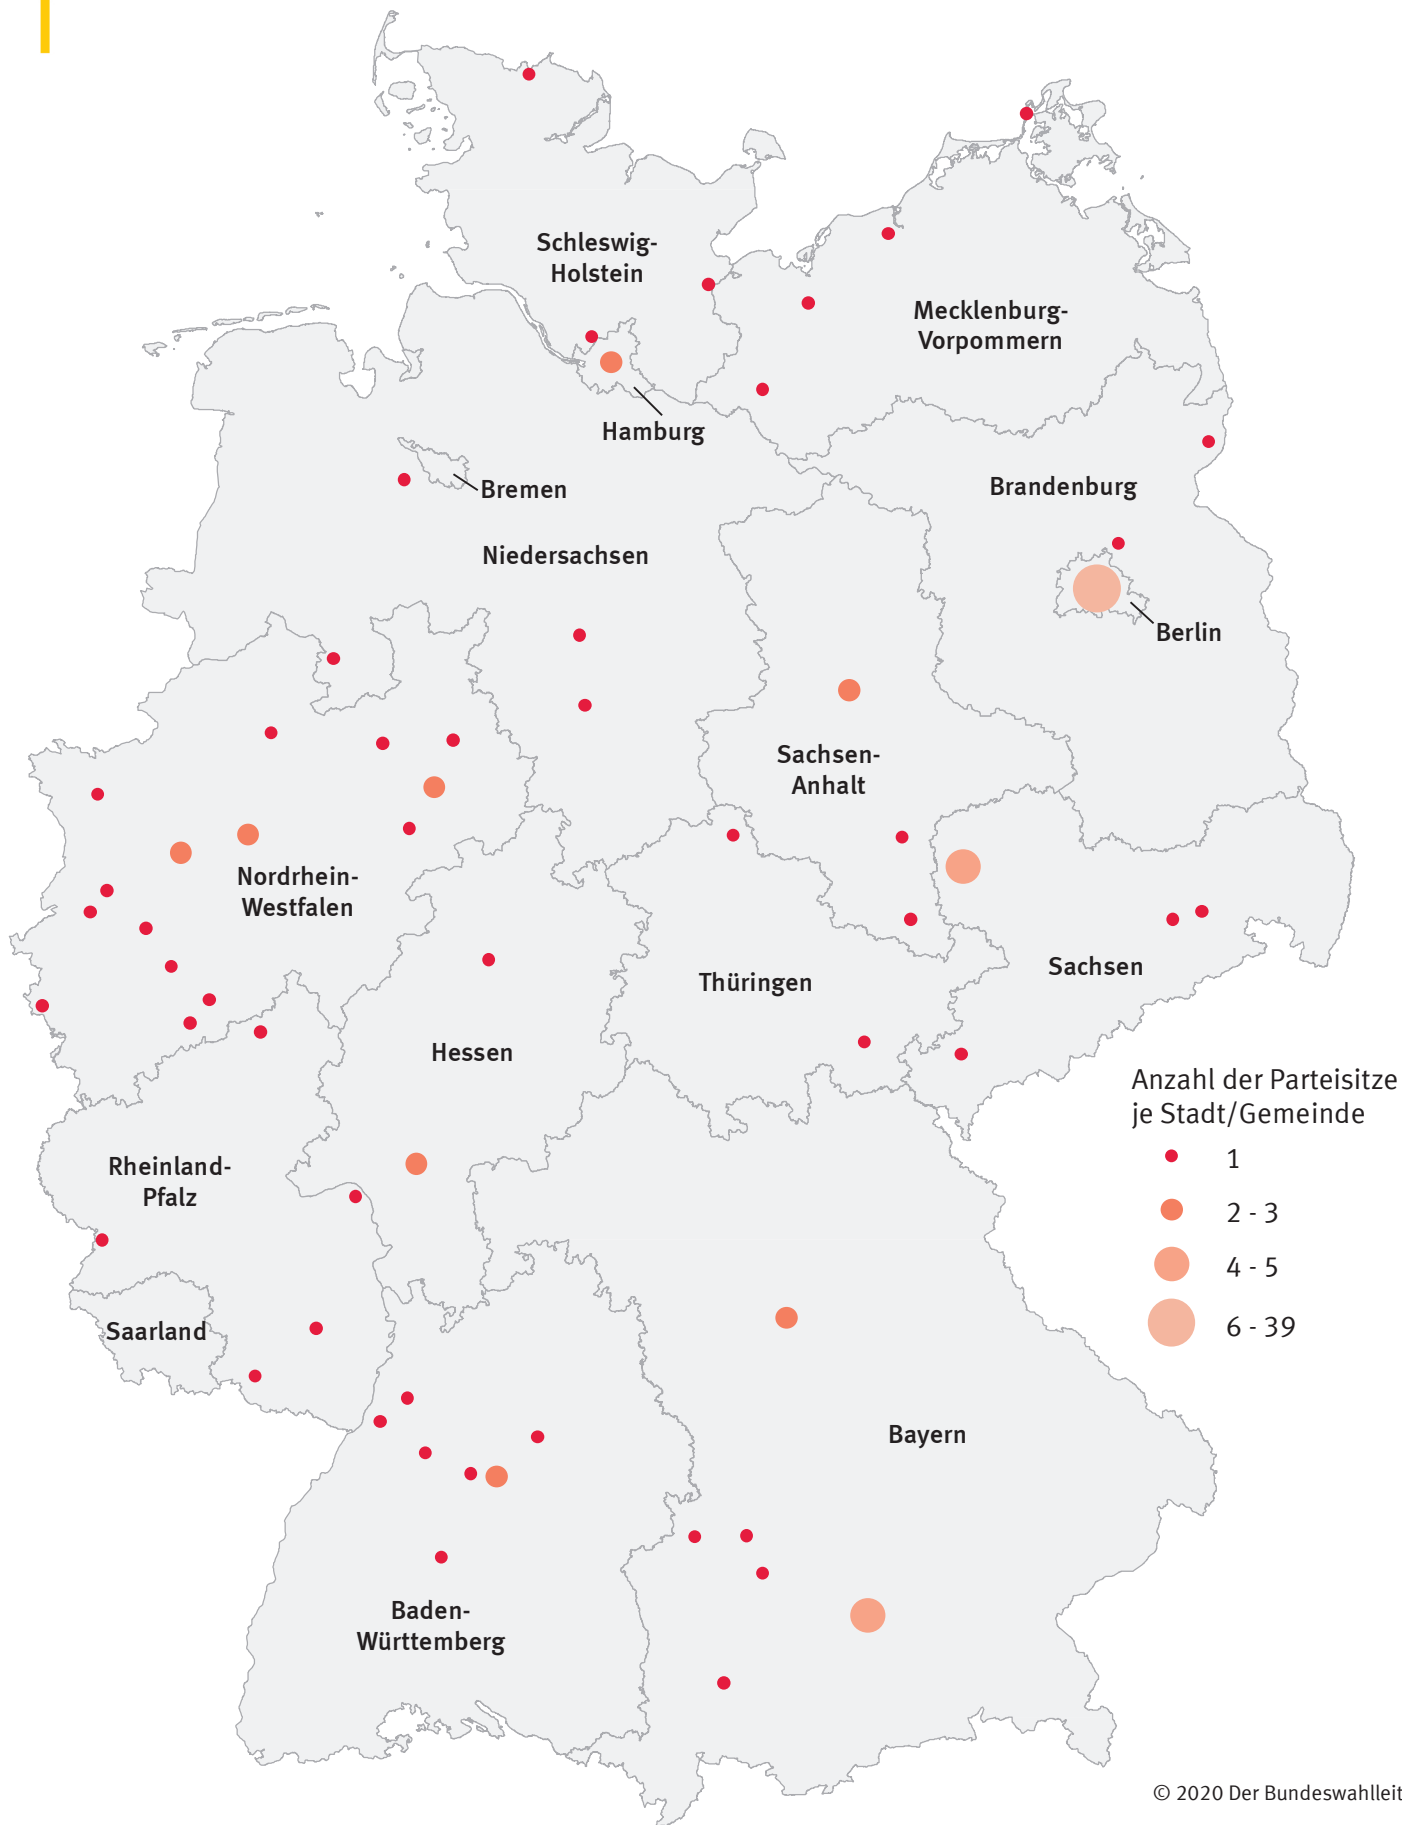 Schleswig-
Holstein
Mecklenburg-
Vorpommern
Hamburg
Bremen
Brandenburg
Niedersachsen
Berlin
Sachsen-
Anhalt
Nordrhein-
Westfalen
Sachsen
Thüringen
Hessen
Anzahl der Parteisitze
je Stadt/Gemeinde
1
2 - 3
4 - 5
6 - 39
Rheinland-
Pfalz
Saarland
Bayern
Baden-
Württemberg
© 2020 Der Bundeswahlleit